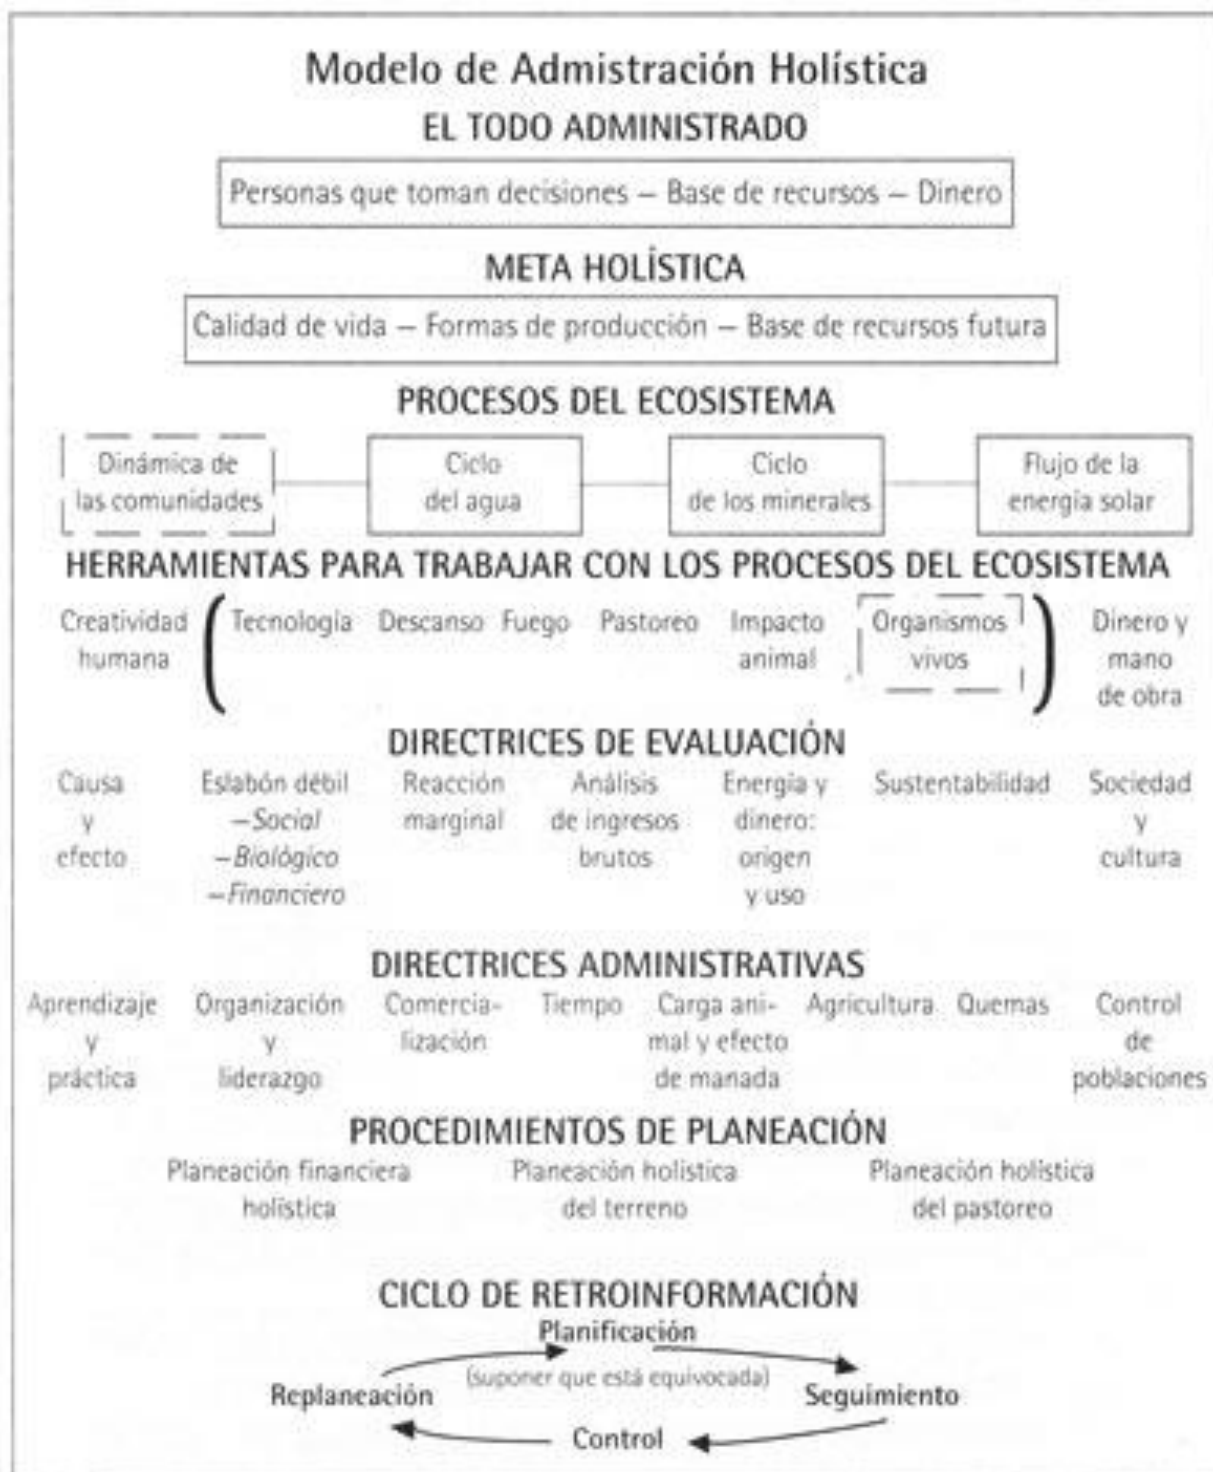 Modelo de Admistración Holística
EL TODO ADMINISTRADO
Personas que toman decisiones – Base de recursos – Dinero
META HOLÍSTICA
Calidad de vida – Formas de producción – Base de recursos futura
PROCESOS DEL ECOSISTEMA
Dinámica de
las comunidades
Ciclo
del agua
Ciclo
de los minerales
Flujo de la
energía solar
HERRAMIENTAS PARA TRABAJAR CON LOS PROCESOS DEL ECOSISTEMA
Creatividad
humana
Tecnología
Descanso
Fuego
Pastoreo
Impacto
animal
Organismos
vivos
Dinero y
mano
de obra
DIRECTRICES DE EVALUACIÓN
Causa
y
efecto
Eslabón débil
–Social
–Biológico
–Financiero
Reacción
marginal
Análisis
de ingresos
brutos
Energía y
dinero:
origen
y uso
Sustentabilidad
Sociedad
y
cultura
DIRECTRICES ADMINISTRATIVAS
Aprendizaje
y
práctica
Organización
y
liderazgo
Comercia-
lización
Tiempo
Carga ani-
mal y efecto
de manada
Agricultura
Quemas
Control
de
poblaciones
PROCEDIMIENTOS DE PLANEACIÓN
Planeación financiera
holística
Planeación holística
del terreno
Planeación holística
del pastoreo
CICLO DE RETROINFORMACIÓN
Planificación
(suponer que está equivocada)
Replaneación
Seguimiento
Control